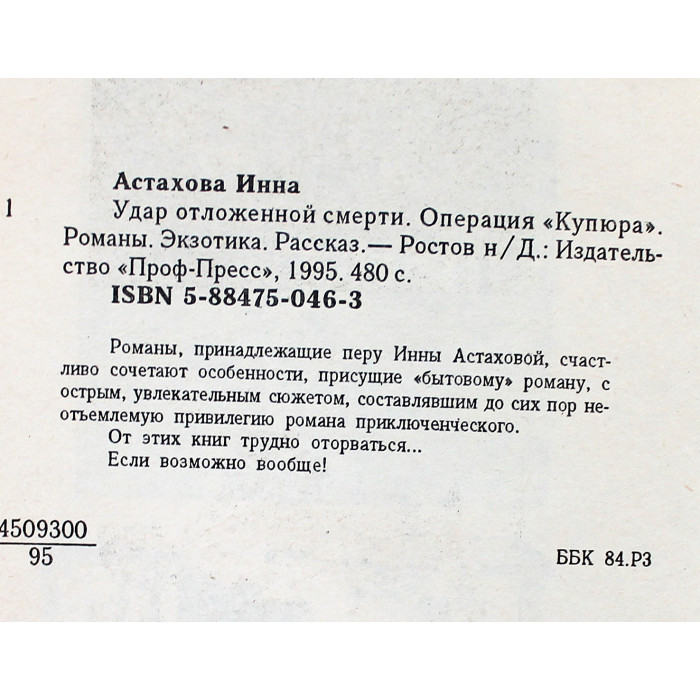 Астахова Инна
1
Удар отложенной смерти. Операция «Купюра».
Романы. Экзотика. Рассказ.— Ростов н/Д.: Издатель-
ство «Проф-Пресс», 1995. 480 с.
ISBN 5-88475-046-3
Романы, принадлежащие перу Инны Астаховой, счаст-
ливо сочетают особенности, присущие «бытовому» роману, с
острым, увлекательным сюжетом, составлявшим до сих пор не-
отъемлемую привилегию романа приключенческого.
От этих книг трудно оторваться...
Если возможно вообще!
4509300
95
ББК 84.Р3